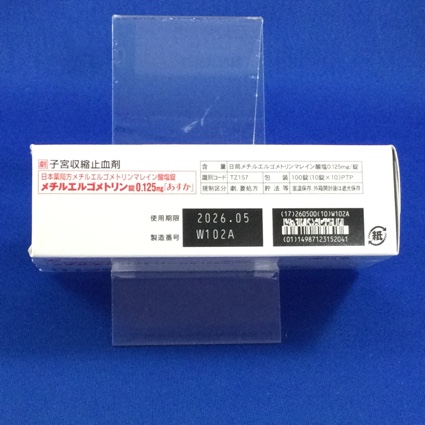 劇 子宮収縮止血剤
日本薬局方メチルエルゴメトリンマレイン酸塩錠
メチルエルゴメトリン錠0.125mg「あすか」
含 量 日局メチルエルゴメトリンマレイン酸塩0.125mg/錠
識別コード TZ157 包 装 100錠(10錠×10)PTP
規制区分 劇、要処方 貯 法 等 室温保存、外箱開封後は遮光保存
使用期限 2026.05
製造番号 W102A
(17)260500(10)W102A
(01)14987123152041
紙